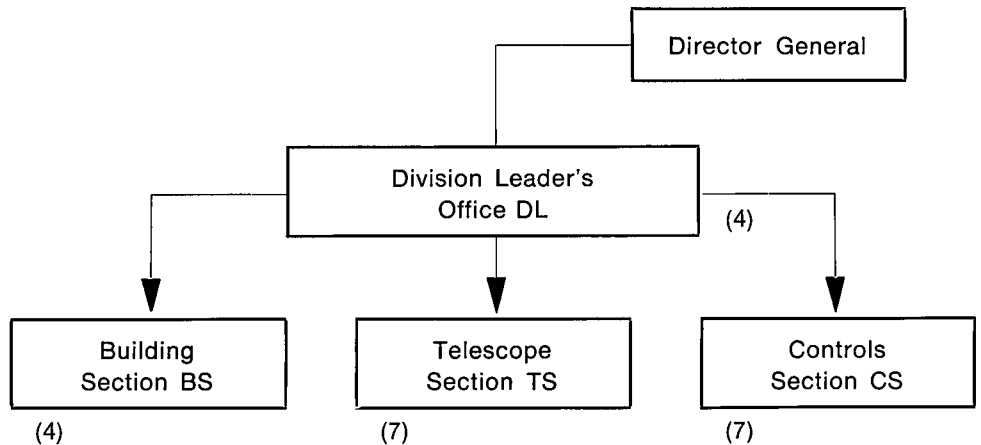 Director General
Division Leader's
Office DL
(4)
Building
Section BS
(4)
Telescope
Section TS
(7)
Controls
Section CS
(7)